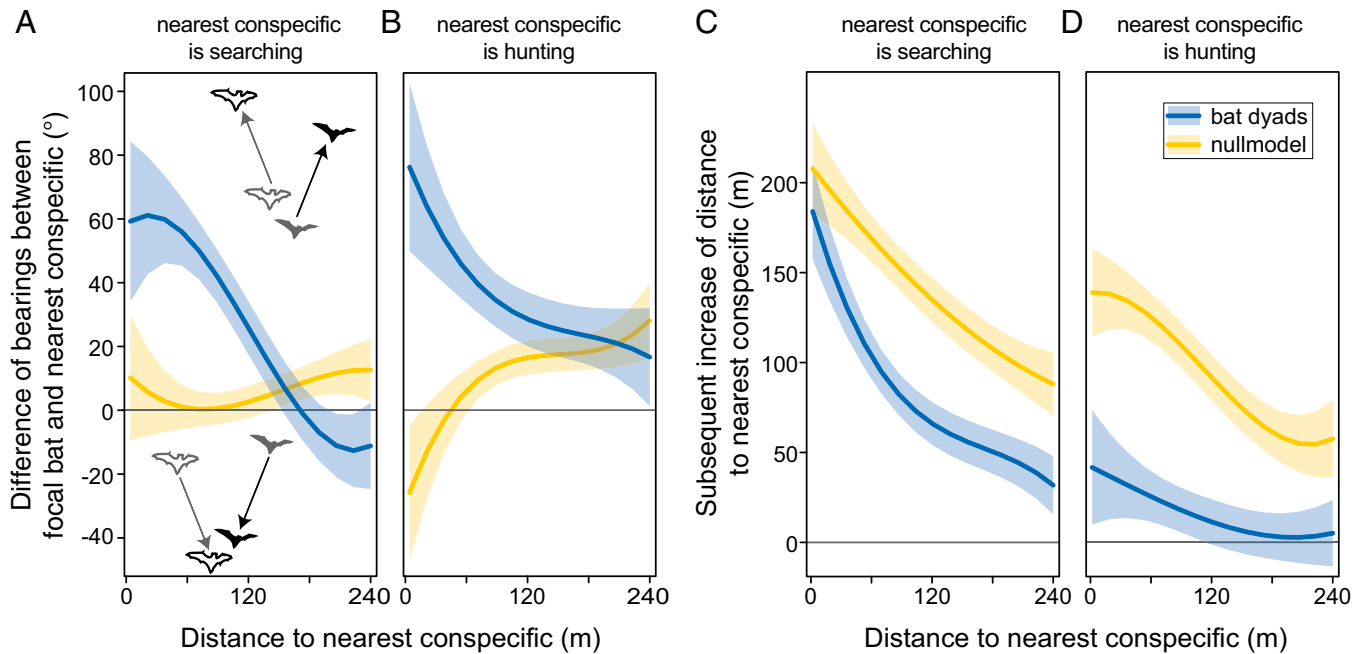 A
nearest conspecific
is searching
B
nearest conspecific
is hunting
C
nearest conspecific
is searching
D
nearest conspecific
is hunting
Difference of bearings between
focal bat and nearest conspecific (°)
100
80
60
40
20
0
-20
-40
0
120
240
0
120
240
Distance to nearest conspecific (m)
Subsequent increase of distance
to nearest conspecific (m)
200
150
100
50
0
bat dyads
nullmodel
0
120
240
0
120
240
Distance to nearest conspecific (m)